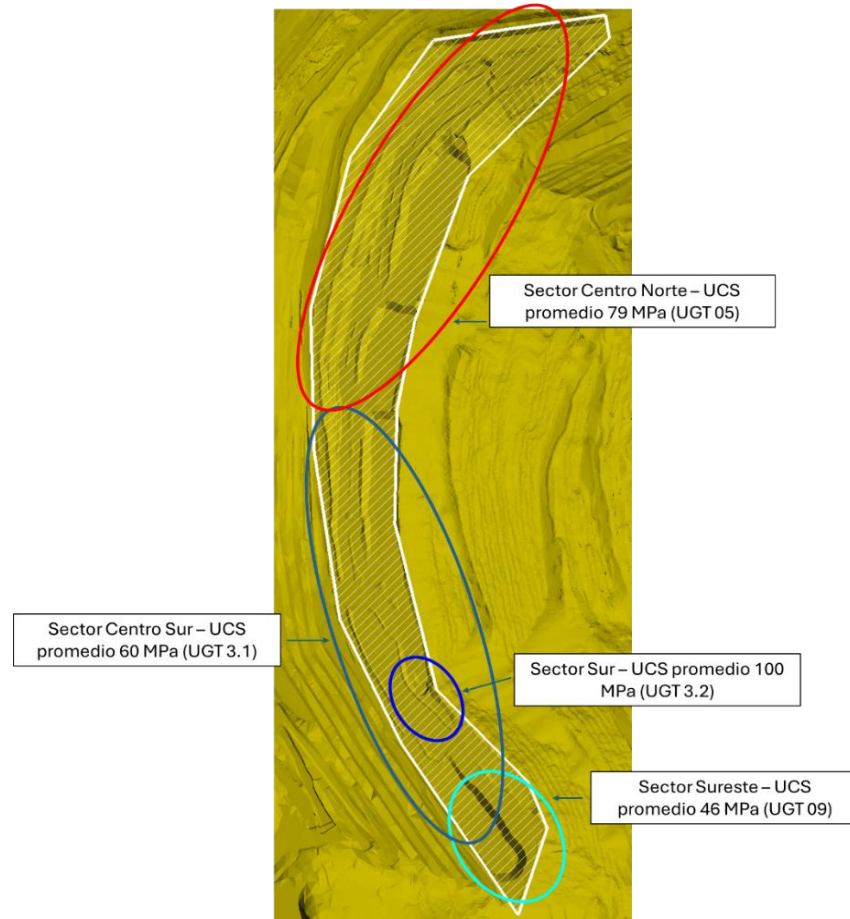 Sector Centro Norte – UCS
promedio 79 MPa (UGT 05)
Sector Centro Sur – UCS
promedio 60 MPa (UGT 3.1)
Sector Sur – UCS promedio 100
MPa (UGT 3.2)
Sector Sureste – UCS
promedio 46 MPa (UGT 09)